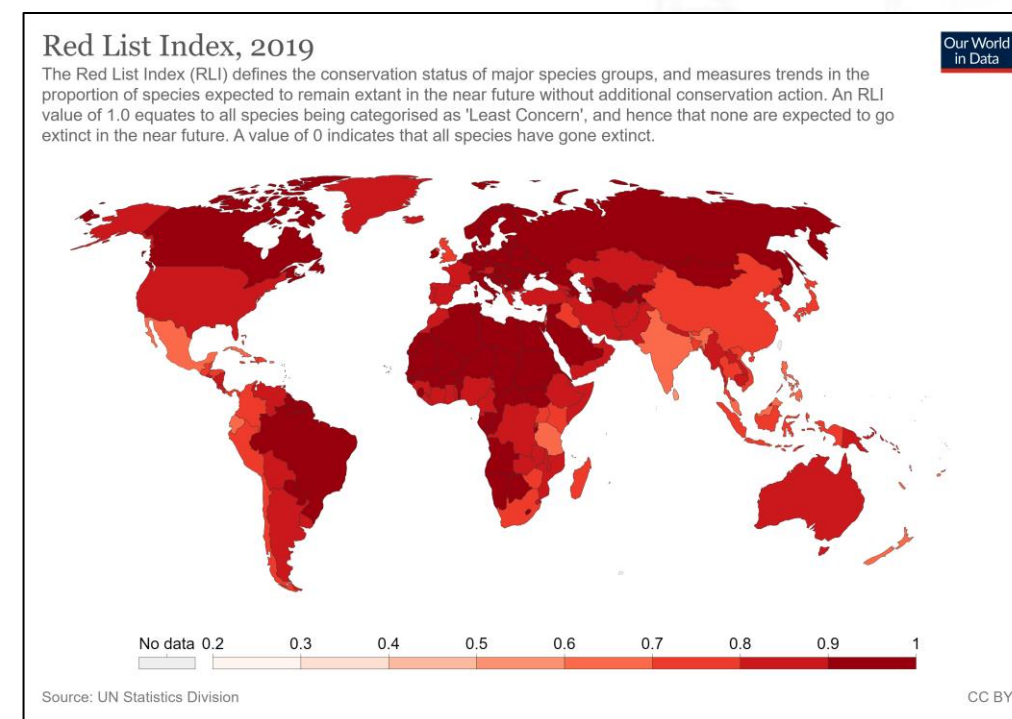 Red List Index, 2019
Our World
in Data
The Red List Index (RLI) defines the conservation status of major species groups, and measures trends in the
proportion of species expected to remain extant in the near future without additional conservation action. An RLI
value of 1.0 equates to all species being categorised as 'Least Concern', and hence that none are expected to go
extinct in the near future. A value of 0 indicates that all species have gone extinct.
No data 0.2 0.3 0.4 0.5 0.6 0.7 0.8 0.9 1
Source: UN Statistics Division
CC BY